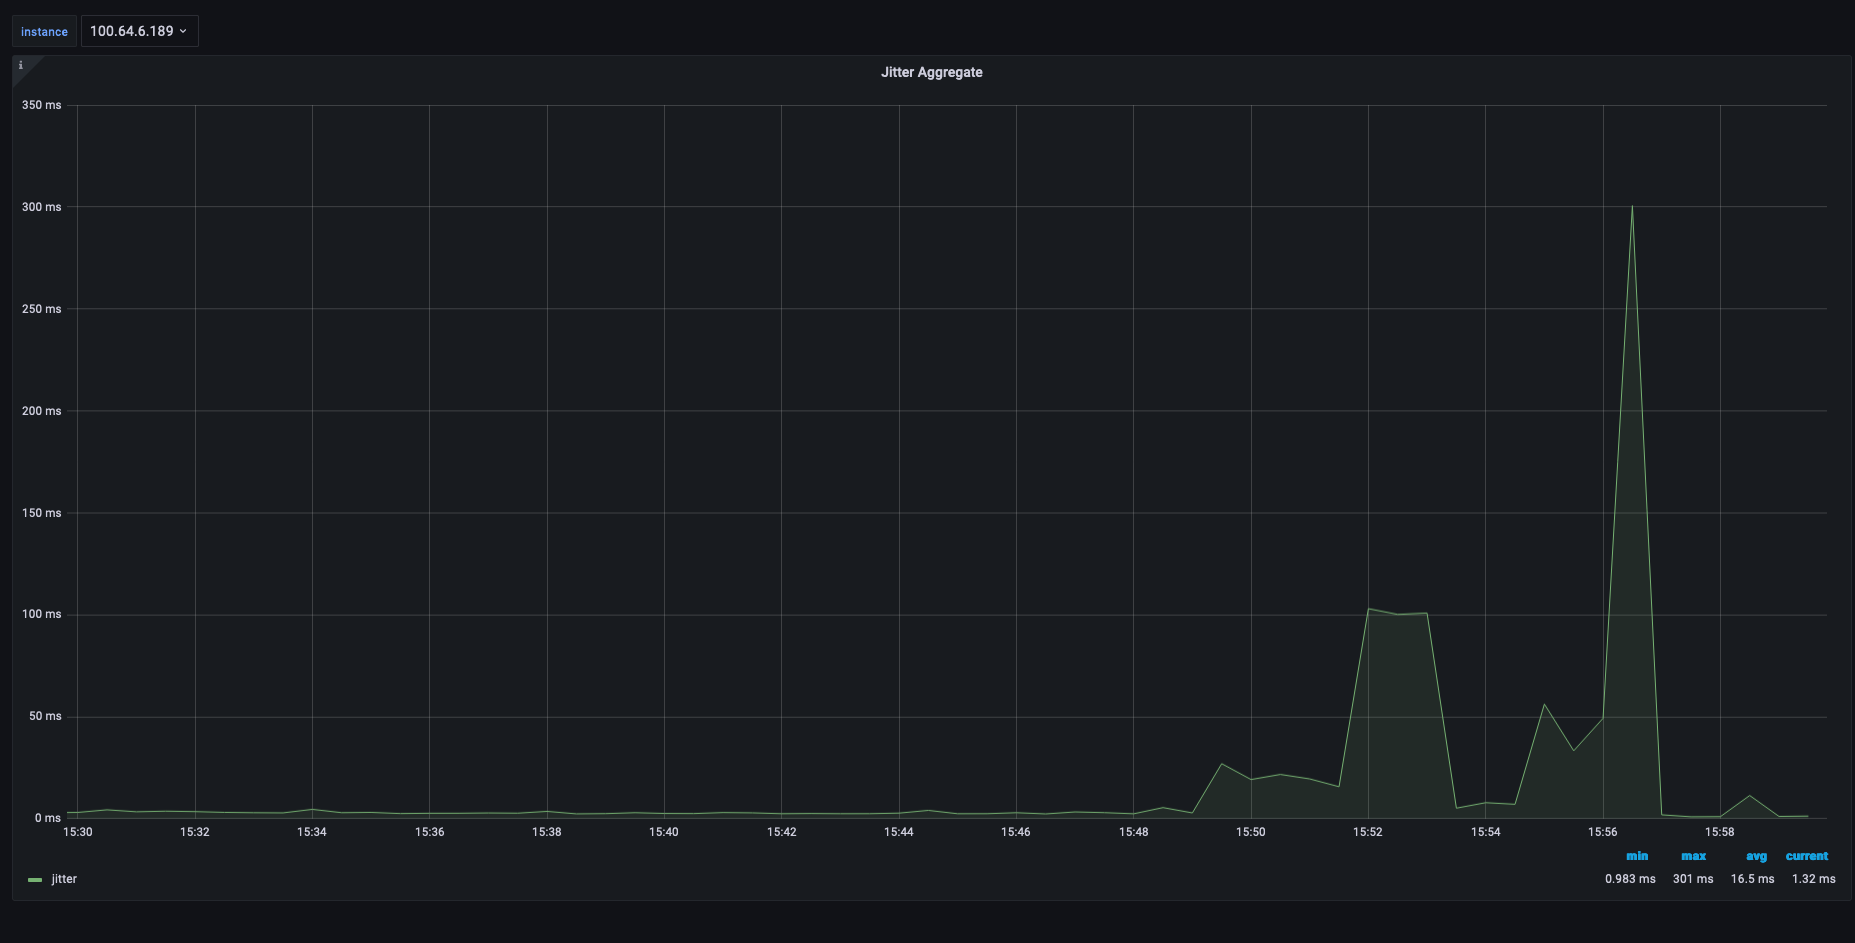 instance 100.64.6.189
i
Jitter Aggregate
350 ms
300 ms
250 ms
200 ms
150 ms
100 ms
50 ms
0 ms
15:30 15:32 15:34 15:36 15:38 15:40 15:42 15:44 15:46 15:48 15:50 15:52 15:54 15:56 15:58
min max avg current
jitter 0.983 ms 301 ms 16.5 ms 1.32 ms